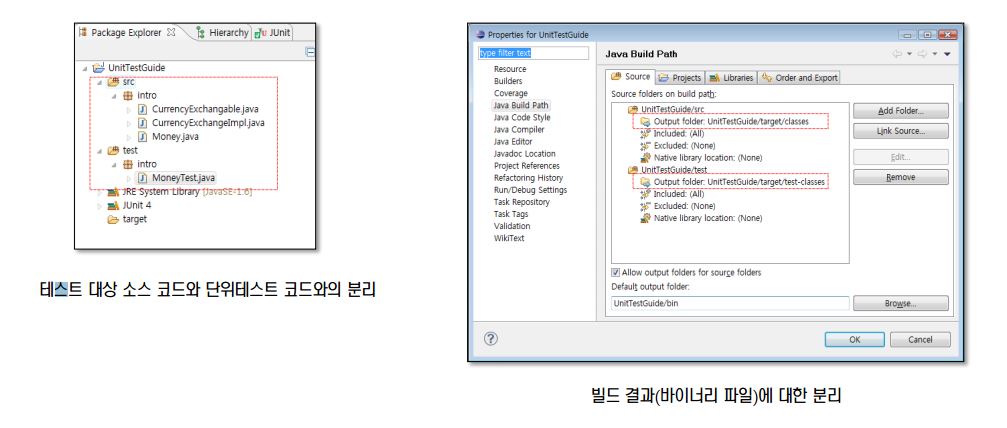 Package Explorer
Hierarchy
JUnit
UnitTestGuide
src
intro
CurrencyExchangable.java
CurrencyExchangeImpl.java
Money.java
test
intro
MoneyTest.java
JRE System Library [JavaSE-1.6]
JUnit 4
target
테스트 대상 소스 코드와 단위테스트 코드와의 분리
Properties for UnitTestGuide
type filter text
Resource
Builders
Coverage
Java Build Path
Java Code Style
Java Compiler
Java Editor
Javadoc Location
Project References
Refactoring History
Run/Debug Settings
Task Repository
Task Tags
Validation
WikiText
Java Build Path
Source
Projects
Libraries
Order and Export
Source folders on build path:
UnitTestGuide/src
Output folder: UnitTestGuide/target/classes
Included: (All)
Excluded: (None)
Native library location: (None)
UnitTestGuide/test
Output folder: UnitTestGuide/target/test-classes
Included: (All)
Excluded: (None)
Native library location: (None)
Add Folder...
Link Source...
Edit...
Remove
Allow output folders for source folders
Default output folder:
UnitTestGuide/bin
Browse...
OK
Cancel
빌드 결과(바이너리 파일)에 대한 분리